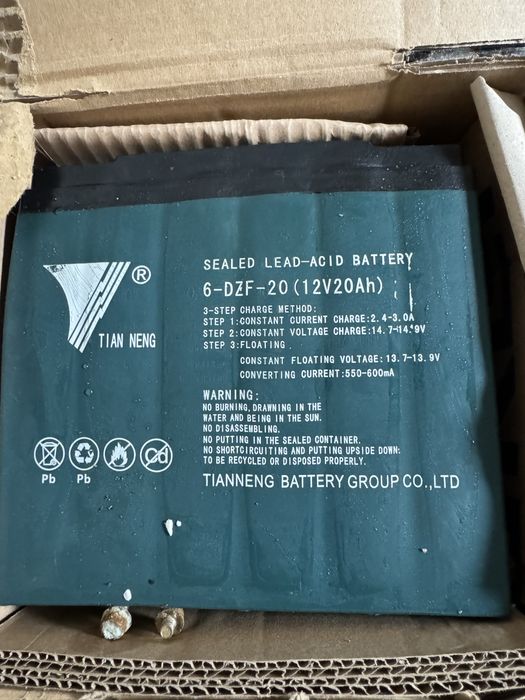 ®
TIAN NENG
SEALED LEAD-ACID BATTERY
6-DZF-20 (12V20Ah)
3-STEP CHARGE METHOD:
STEP 1:CONSTANT CURRENT CHARGE:2.4-3.0A
STEP 2:CONSTANT VOLTAGE CHARGE:14.7-14.9V
STEP 3:FLOATING
CONSTANT FLOATING VOLTAGE:13.7-13.9V
CONVERTING CURRENT:550-600mA
WARNING:
NO BURNING,DRAWNING IN THE
WATER AND BEING IN THE SUN.
NO DISASSEMBLING.
NO PUTTING IN THE SEALED CONTAINER.
NO SHORTCIRCUITING AND PUTTING UPSIDE DOWN:
TO BE RECYCLED OR DISPOSED PROPERLY.
TIANNENG BATTERY GROUP CO.,LTD
Cd
Pb
Pb